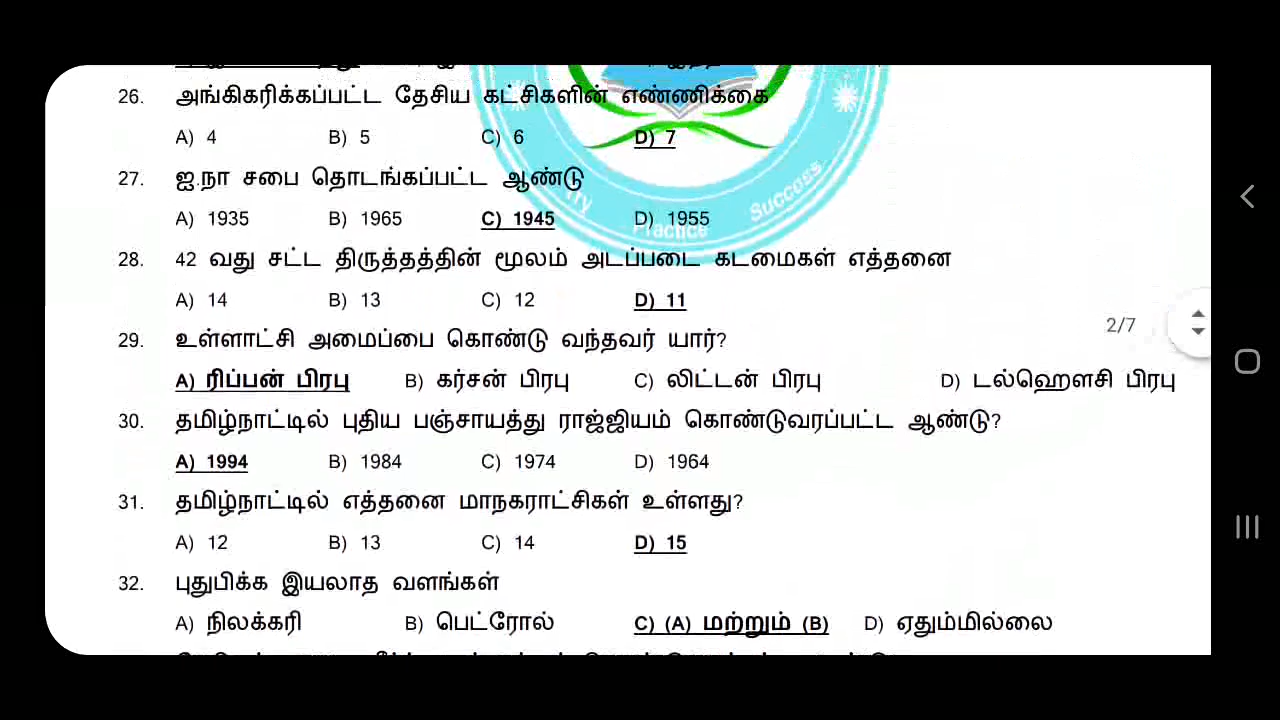 26. அங்கிகரிக்கப்பட்ட தேசிய கட்சிகளின் எண்ணிக்கை
A) 4 B) 5 C) 6 D) 7
27. ஐ.நா சபை தொடங்கப்பட்ட ஆண்டு
A) 1935 B) 1965 C) 1945 D) 1955
Practice Success
28. 42 வது சட்ட திருத்தத்தின் மூலம் அடப்படை கடமைகள் எத்தனை
A) 14 B) 13 C) 12 D) 11
29. உள்ளாட்சி அமைப்பை கொண்டு வந்தவர் யார்?
2/7
A) ரிப்பன் பிரபு B) கர்சன் பிரபு C) லிட்டன் பிரபு D) டல்ஹௌசி பிரபு
30. தமிழ்நாட்டில் புதிய பஞ்சாயத்து ராஜ்ஜியம் கொண்டுவரப்பட்ட ஆண்டு?
A) 1994 B) 1984 C) 1974 D) 1964
31. தமிழ்நாட்டில் எத்தனை மாநகராட்சிகள் உள்ளது?
A) 12 B) 13 C) 14 D) 15
32. புதுபிக்க இயலாத வளங்கள்
A) நிலக்கரி B) பெட்ரோல் C) (A) மற்றும் (B) D) ஏதும்மில்லை